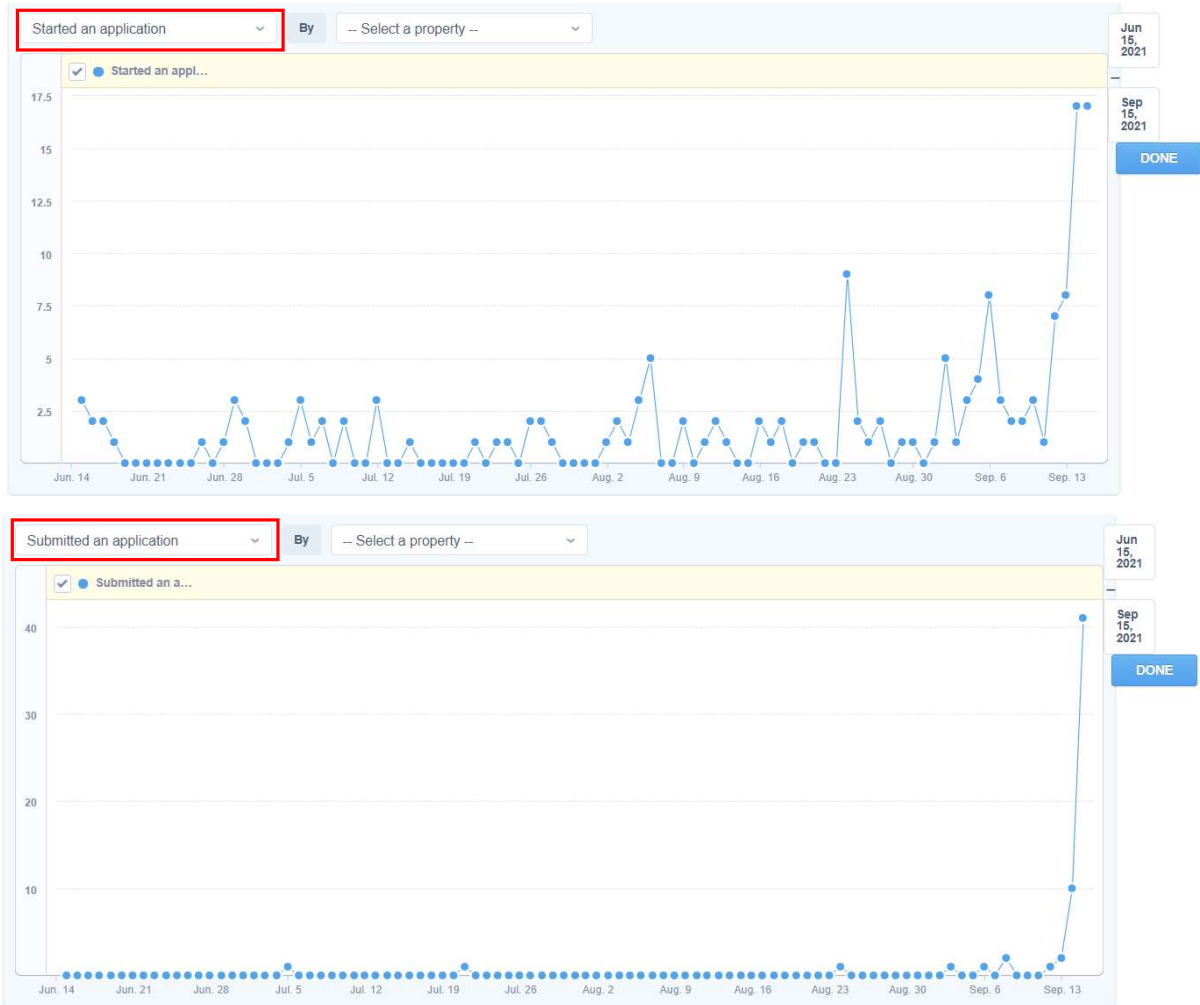 Started an application
By
-- Select a property --
Jun
15,
2021
–
Sep
15,
2021
DONE
Started an appl...
17.5
15
12.5
10
7.5
5
2.5
Jun. 14 Jun. 21 Jun. 28 Jul. 5 Jul. 12 Jul. 19 Jul. 26 Aug. 2 Aug. 9 Aug. 16 Aug. 23 Aug. 30 Sep. 6 Sep. 13
Submitted an application
By
-- Select a property --
Jun
15,
2021
–
Sep
15,
2021
DONE
Submitted an a...
40
30
20
10
Jun. 14 Jun. 21 Jun. 28 Jul. 5 Jul. 12 Jul. 19 Jul. 26 Aug. 2 Aug. 9 Aug. 16 Aug. 23 Aug. 30 Sep. 6 Sep. 13